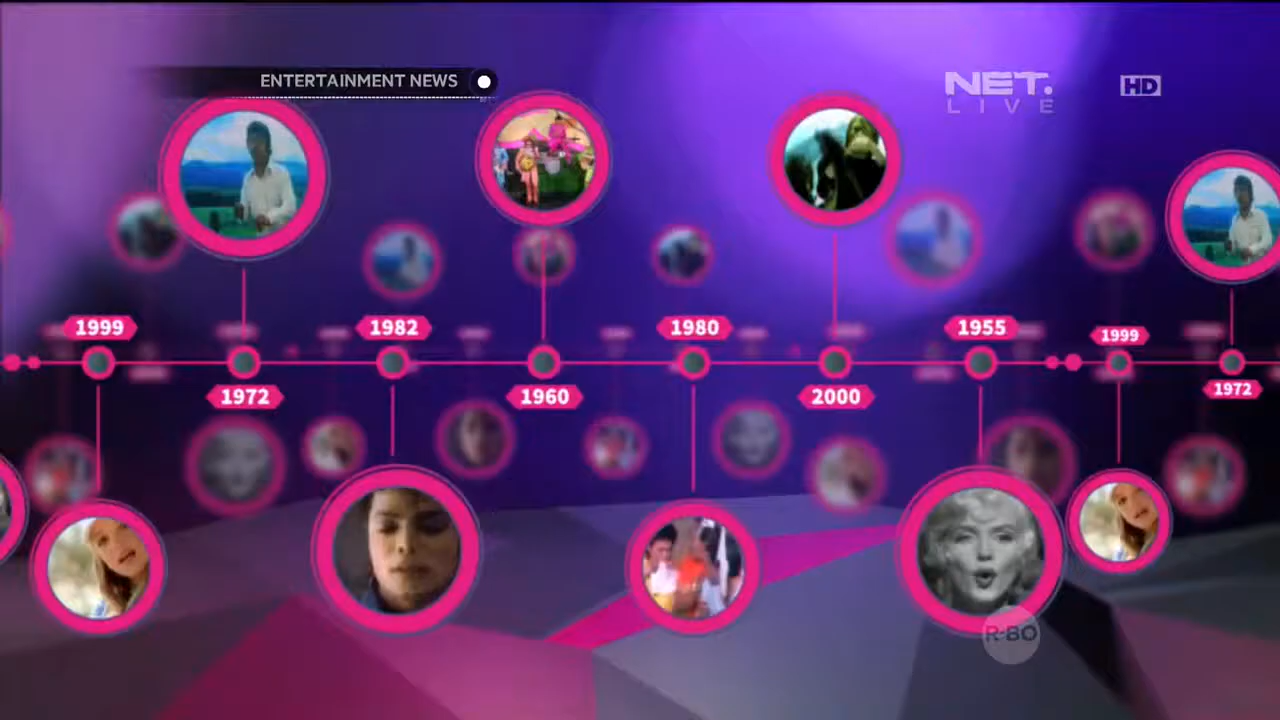 ENTERTAINMENT NEWS
NET.
LIVE
HD
1999
1982
1980
1955
1999
1972
1960
2000
1972
R-BO